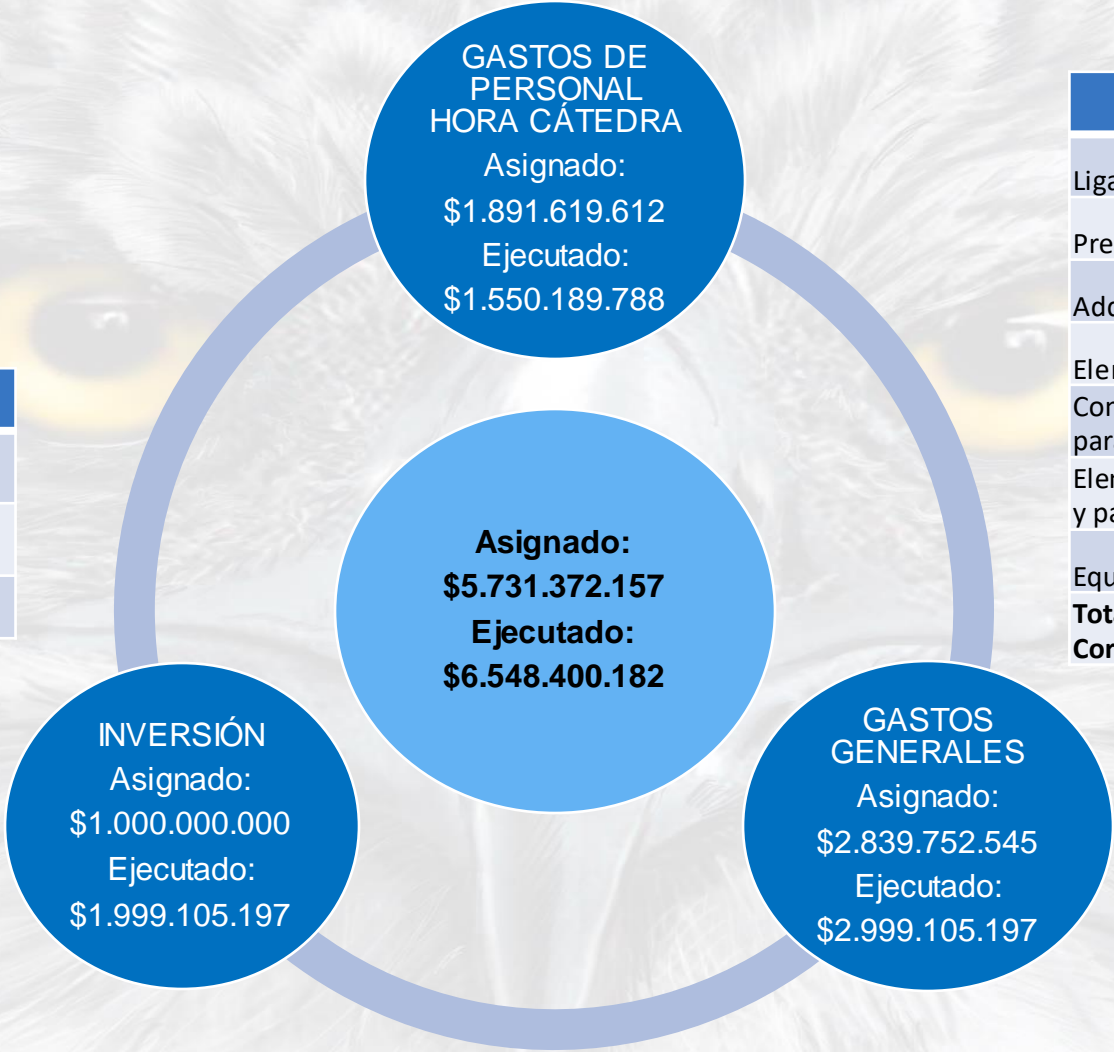 GASTOS DE
PERSONAL
HORA CÁTEDRA
Asignado:
$1.891.619.612
Ejecutado:
$1.550.189.788
Asignado:
$5.731.372.157
Ejecutado:
$6.548.400.182
INVERSIÓN
Asignado:
$1.000.000.000
Ejecutado:
$1.999.105.197
GASTOS
GENERALES
Asignado:
$2.839.752.545
Ejecutado:
$2.999.105.197
y